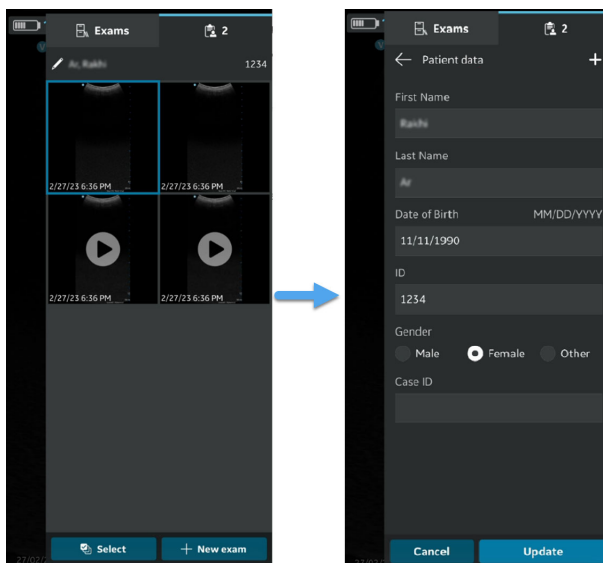 Exams
2
1234
2/27/23 6:36 PM
2/27/23 6:36 PM
2/27/23 6:36 PM
2/27/23 6:36 PM
Select
New exam
Exams
2
Patient data
First Name
Last Name
Date of Birth MM/DD/YYYY
11/11/1990
ID
1234
Gender
Male Female Other
Case ID
Cancel
Update